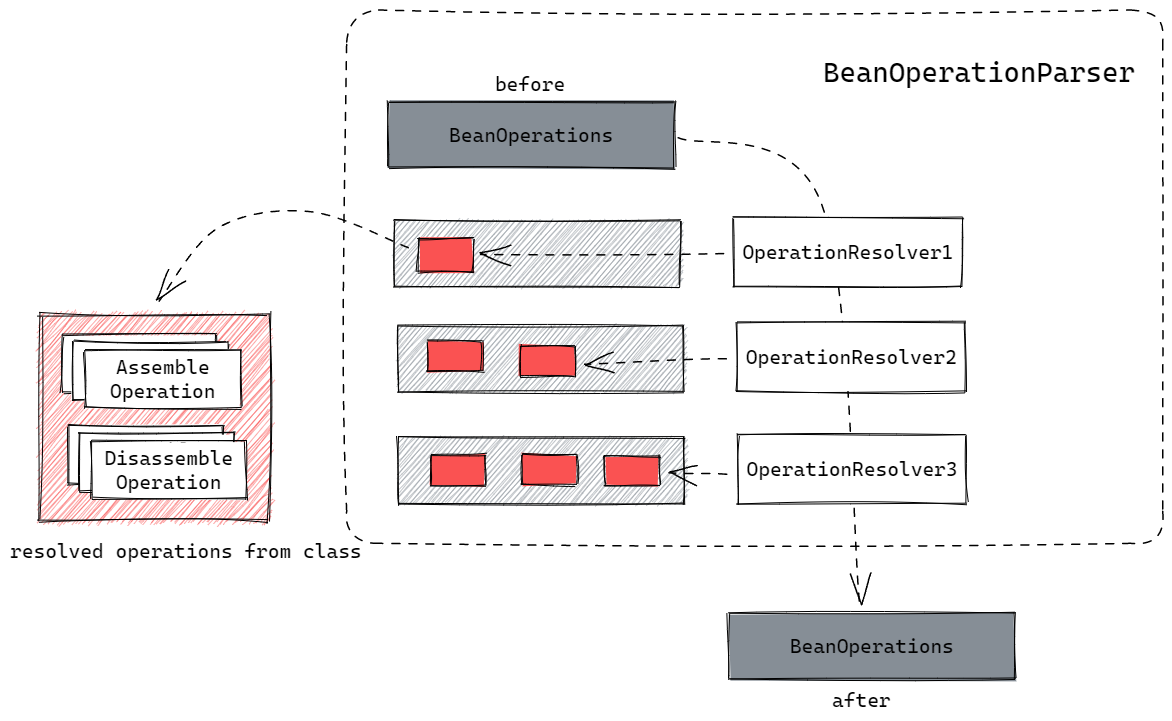 BeanOperationParser
before
BeanOperations
OperationResolver1
OperationResolver2
OperationResolver3
Assemble
Operation
Disassemble
Operation
resolved operations from class
BeanOperations
after